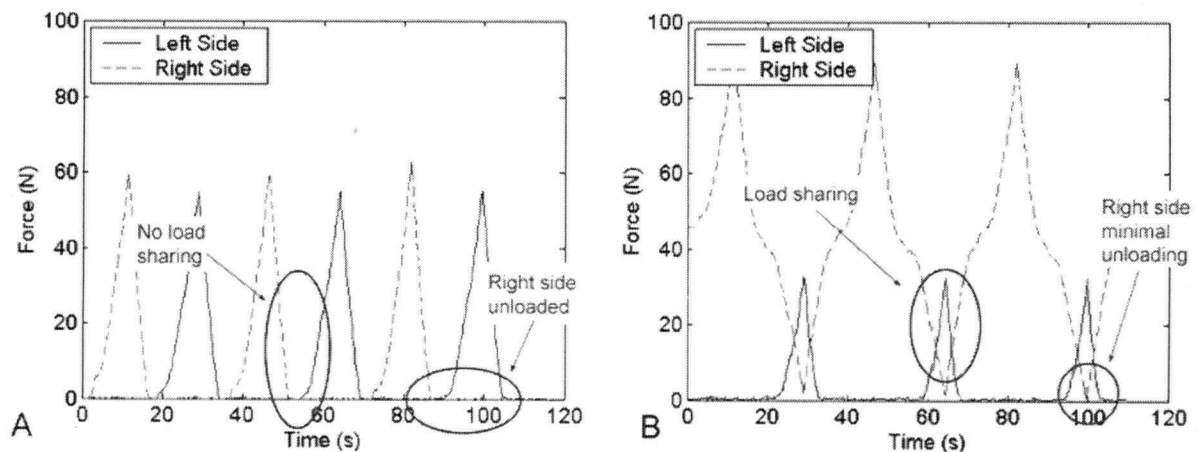 100
80
60
40
20
0
Force (N)
Left Side
Right Side
No load
sharing
Right side
unloaded
0 20 40 60 80 100 120
Time (s)
A
100
80
60
40
20
0
Force (N)
Left Side
Right Side
Load sharing
Right side
minimal
unloading
0 20 40 60 80 100 120
Time (s)
B